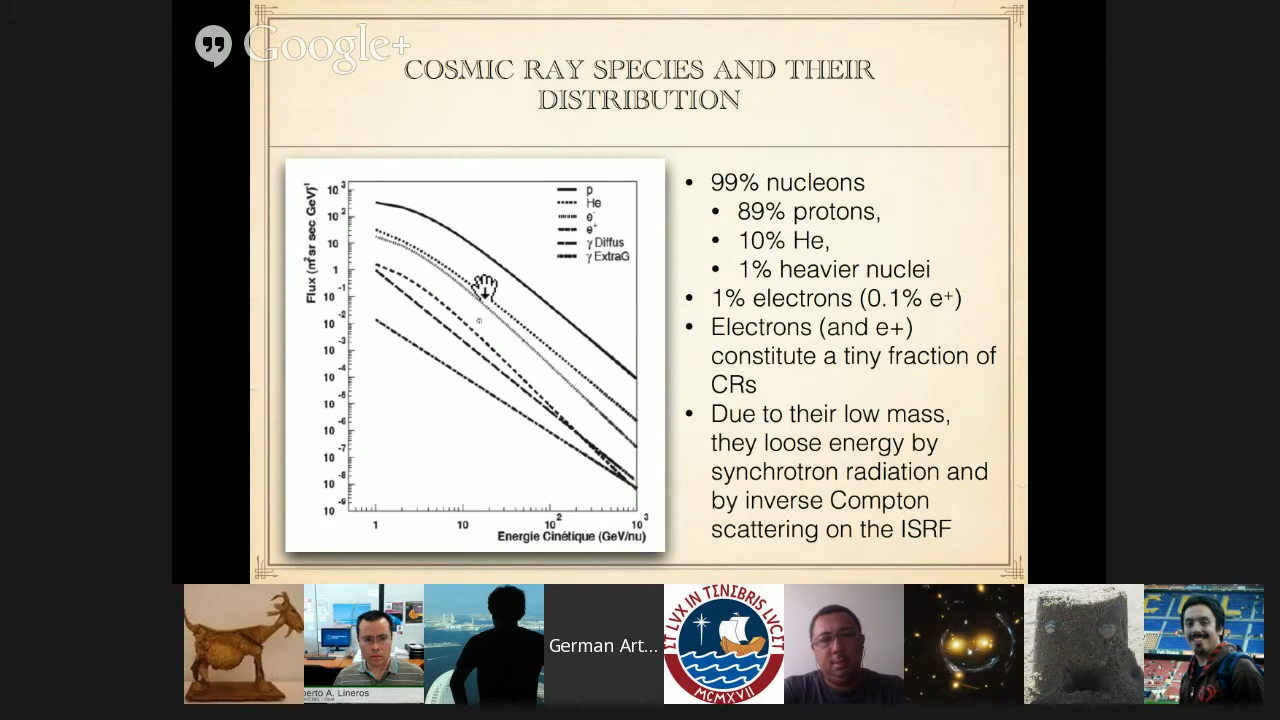 Google+
COSMIC RAY SPECIES AND THEIR
DISTRIBUTION
Flux (m² sr sec GeV)⁻¹
10³
10²
10
1
10⁻¹
10⁻²
10⁻³
10⁻⁴
10⁻⁵
10⁻⁶
10⁻⁷
10⁻⁸
10⁻⁹
p
He
e⁻
e⁺
γ Diffus
γ ExtraG
1 10 10² 10³
Energie Cinétique (GeV/nu)
• 99% nucleons
• 89% protons,
• 10% He,
• 1% heavier nuclei
• 1% electrons (0.1% e⁺)
• Electrons (and e+)
constitute a tiny fraction of
CRs
• Due to their low mass,
they loose energy by
synchrotron radiation and
by inverse Compton
scattering on the ISRF
berto A. Lineros
German Art...
ET LVX IN TENEBRIS LVCET
MCMXVII